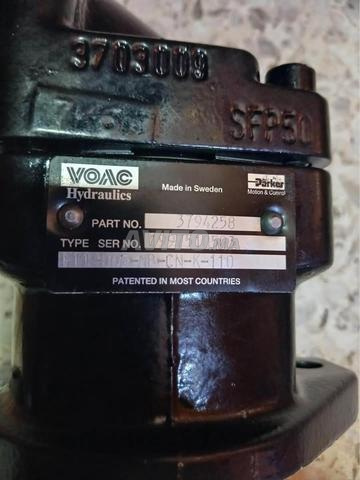 3703009
SFP50
VOAC
Hydraulics
Made in Sweden
Parker
Motion & Control
PART NO. 3794258
TYPE SER NO.
PATENTED IN MOST COUNTRIES